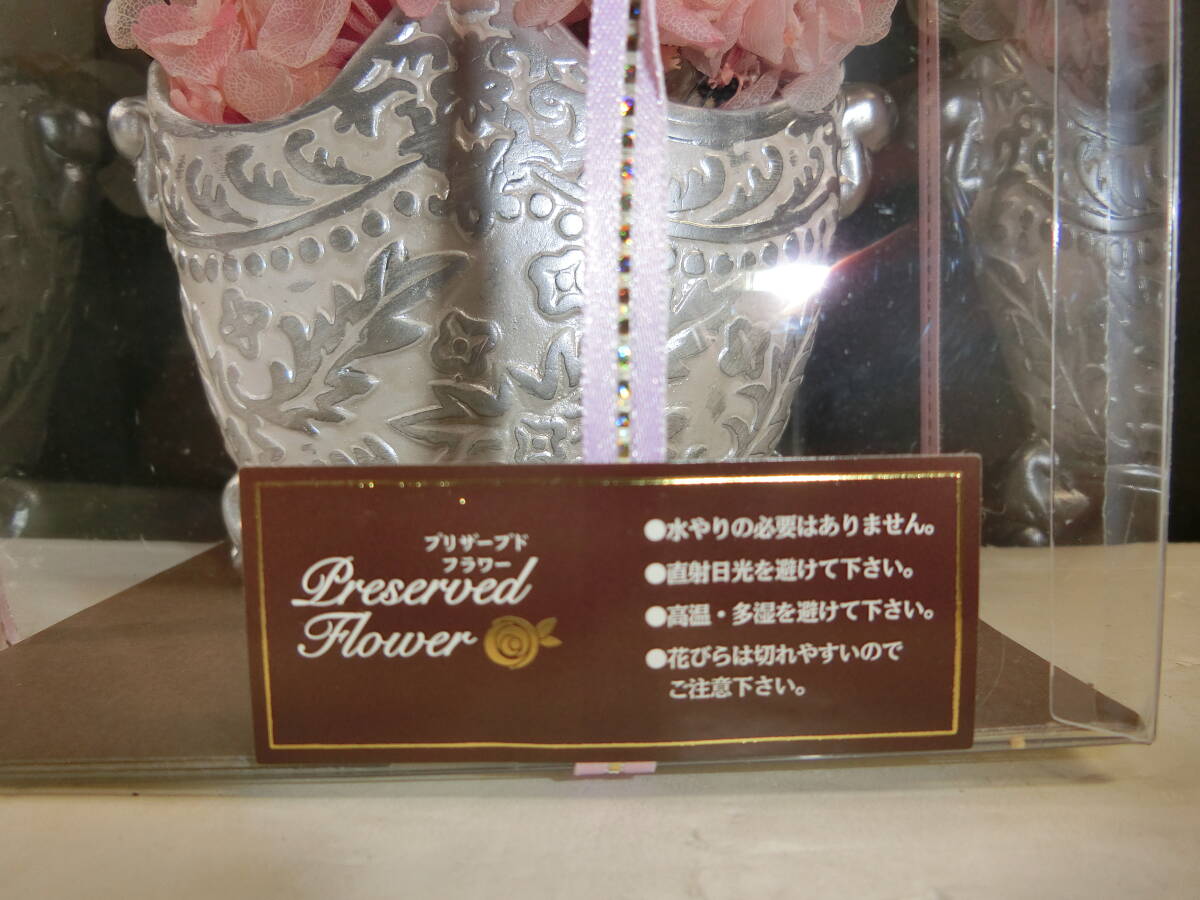 プリザーブド
フラワー
Preserved
Flower
●水やりの必要はありません。
●直射日光を避けて下さい。
●高温・多湿を避けて下さい。
●花びらは切れやすいので
ご注意下さい。